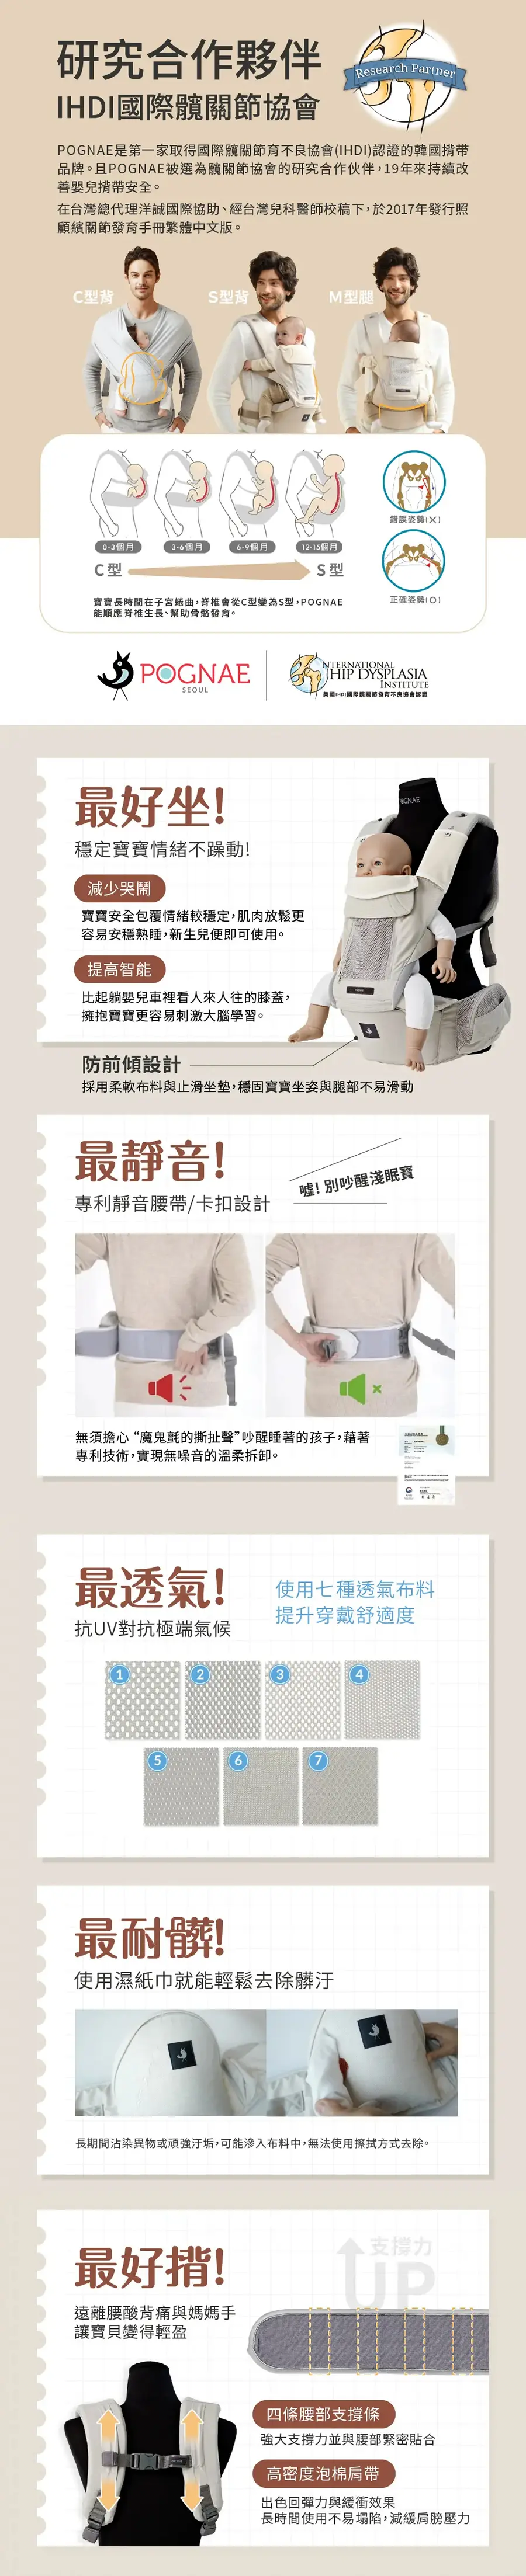 研究合作夥伴
IHDI國際髖關節協會
Research Partner
POGNAE是第一家取得國際髖關節育不良協會(IHDI)認證的韓國揹帶
品牌。且POGNAE被選為髖關節協會的研究合作伙伴，19年來持續改
善嬰兒揹帶安全。
在台灣總代理洋誠國際協助、經台灣兒科醫師校稿下，於2017年發行照
顧續關節發育手冊繁體中文版。
C型背
S型背
M型腿
0-3個月
3-6個月
6-9個月
12-15個月
C型
S型
錯誤姿勢(X)
正確姿勢(O)
寶寶長時間在子宮蜷曲，脊椎會從C型變為S型，POGNAE
能順應脊椎生長、幫助骨骼發育。
POGNAE
SEOUL
INTERNATIONAL
HIP DYSPLASIA
INSTITUTE
美國IHDI國際髖關節發育不良協會認證
最好坐!
穩定寶寶情緒不躁動!
減少哭鬧
寶寶安全包覆情緒較穩定，肌肉放鬆更
容易安穩熟睡，新生兒便即可使用。
提高智能
比起躺嬰兒車裡看人來人往的膝蓋，
擁抱寶寶更容易刺激大腦學習。
防前傾設計
採用柔軟布料與止滑坐墊，穩固寶寶坐姿與腿部不易滑動
最靜音!
專利靜音腰帶/卡扣設計
噓! 別吵醒淺眠寶
無須擔心 “魔鬼氈的撕扯聲”吵醒睡著的孩子，藉著
專利技術，實現無噪音的溫柔拆卸。
最透氣!
抗UV對抗極端氣候
使用七種透氣布料
提升穿戴舒適度
1
2
3
4
5
6
7
最耐髒!
使用濕紙巾就能輕鬆去除髒汙
長期間沾染異物或頑強汙垢，可能滲入布料中，無法使用擦拭方式去除。
最好揹!
遠離腰酸背痛與媽媽手
讓寶貝變得輕盈
支撐力
UP
四條腰部支撐條
強大支撐力並與腰部緊密貼合
高密度泡棉肩帶
出色回彈力與緩衝效果
長時間使用不易塌陷，減緩肩膀壓力